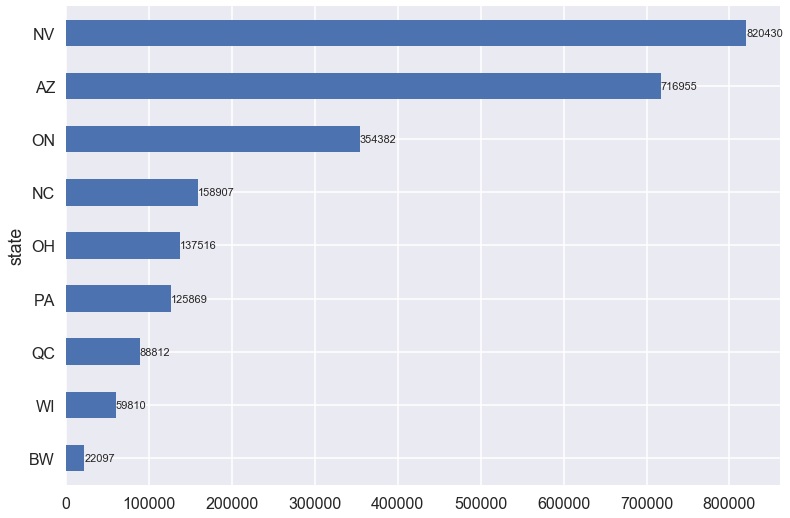 NV 820430
AZ 716955
ON 354382
NC 158907
OH 137516
PA 125869
QC 88812
WI 59810
BW 22097
state
0 100000 200000 300000 400000 500000 600000 700000 800000